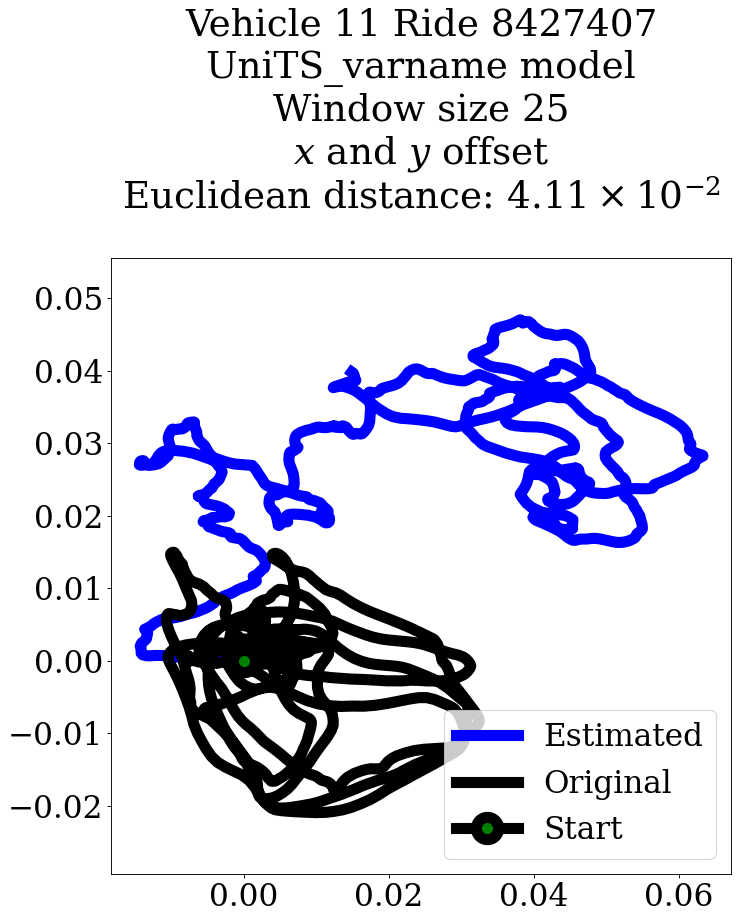 Vehicle 11 Ride 8427407
UniTS_varname model
Window size 25
x and y offset
Euclidean distance: 4.11 × 10⁻²
0.05
0.04
0.03
0.02
0.01
0.00
−0.01
−0.02
Estimated
Original
Start
0.00 0.02 0.04 0.06